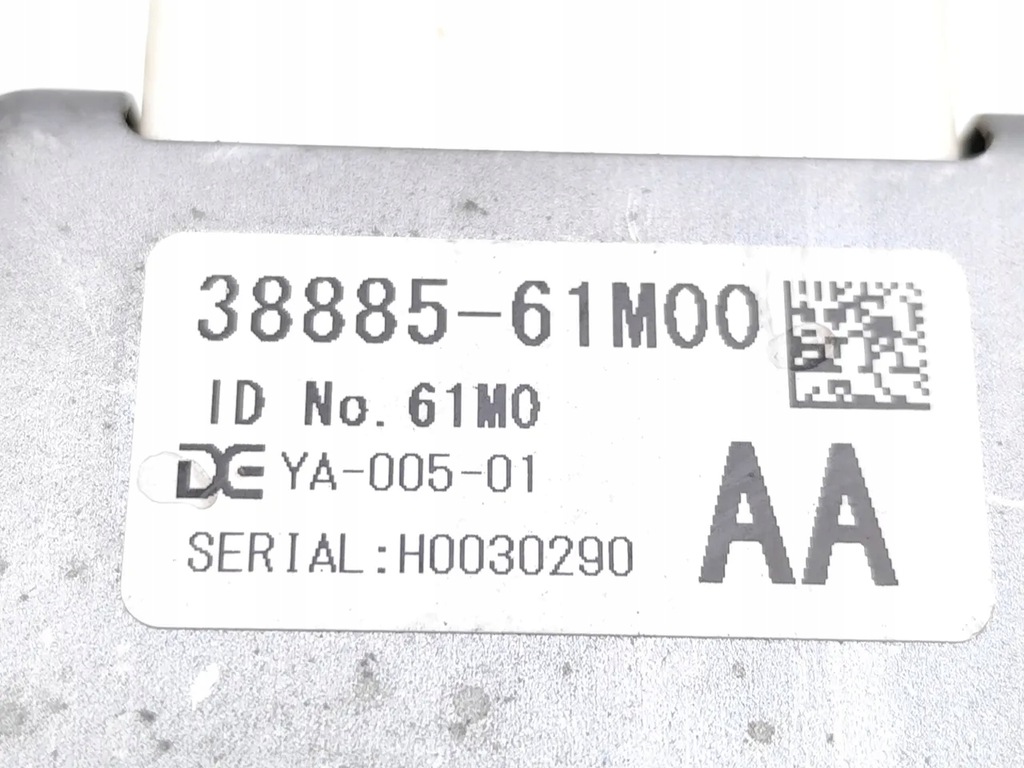 38885-61M00
ID No. 61M0
DE YA-005-01
SERIAL:H0030290
AA